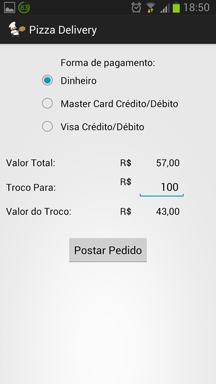 63
18:50
Pizza Delivery
Forma de pagamento:
Dinheiro
Master Card Crédito/Débito
Visa Crédito/Débito
Valor Total: R$ 57,00
Troco Para: R$ 100
Valor do Troco: R$ 43,00
Postar Pedido